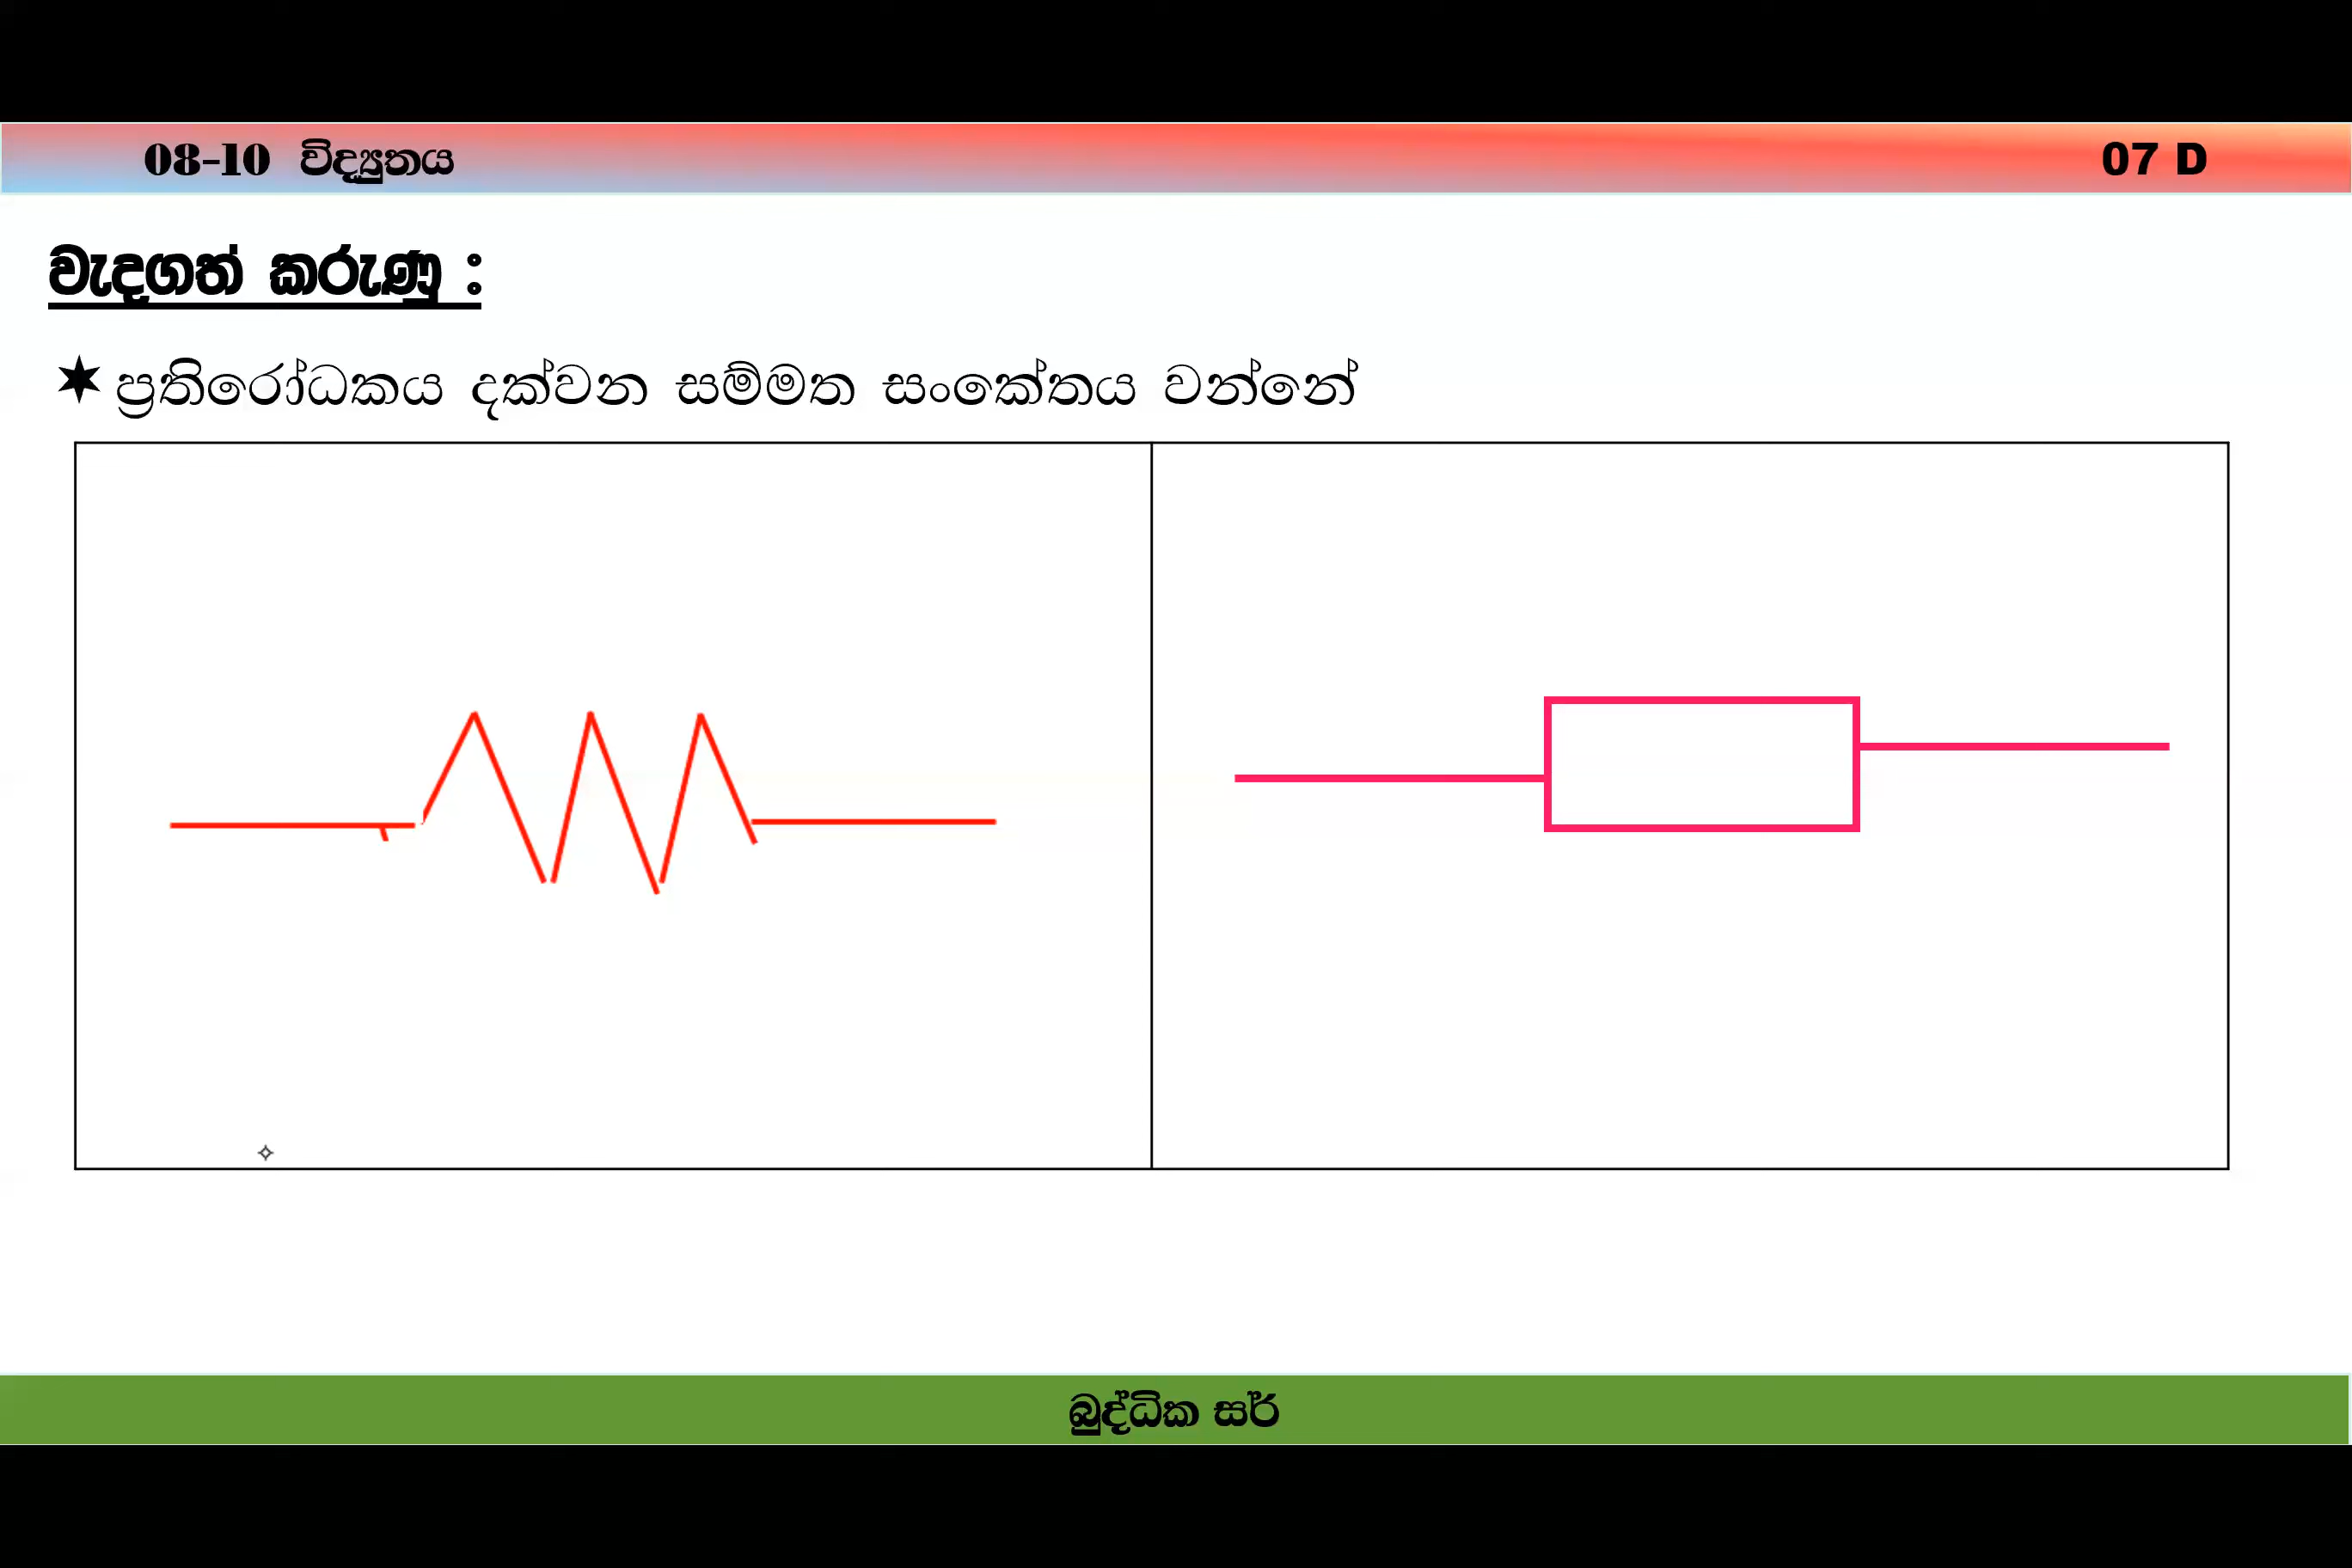 08-10 විද්‍යුතය
07 D
වැදගත් කරුණු :
✶ ප්‍රතිරෝධකය දක්වන සම්මත සංකේතය වන්නේ
බුද්ධික සර්